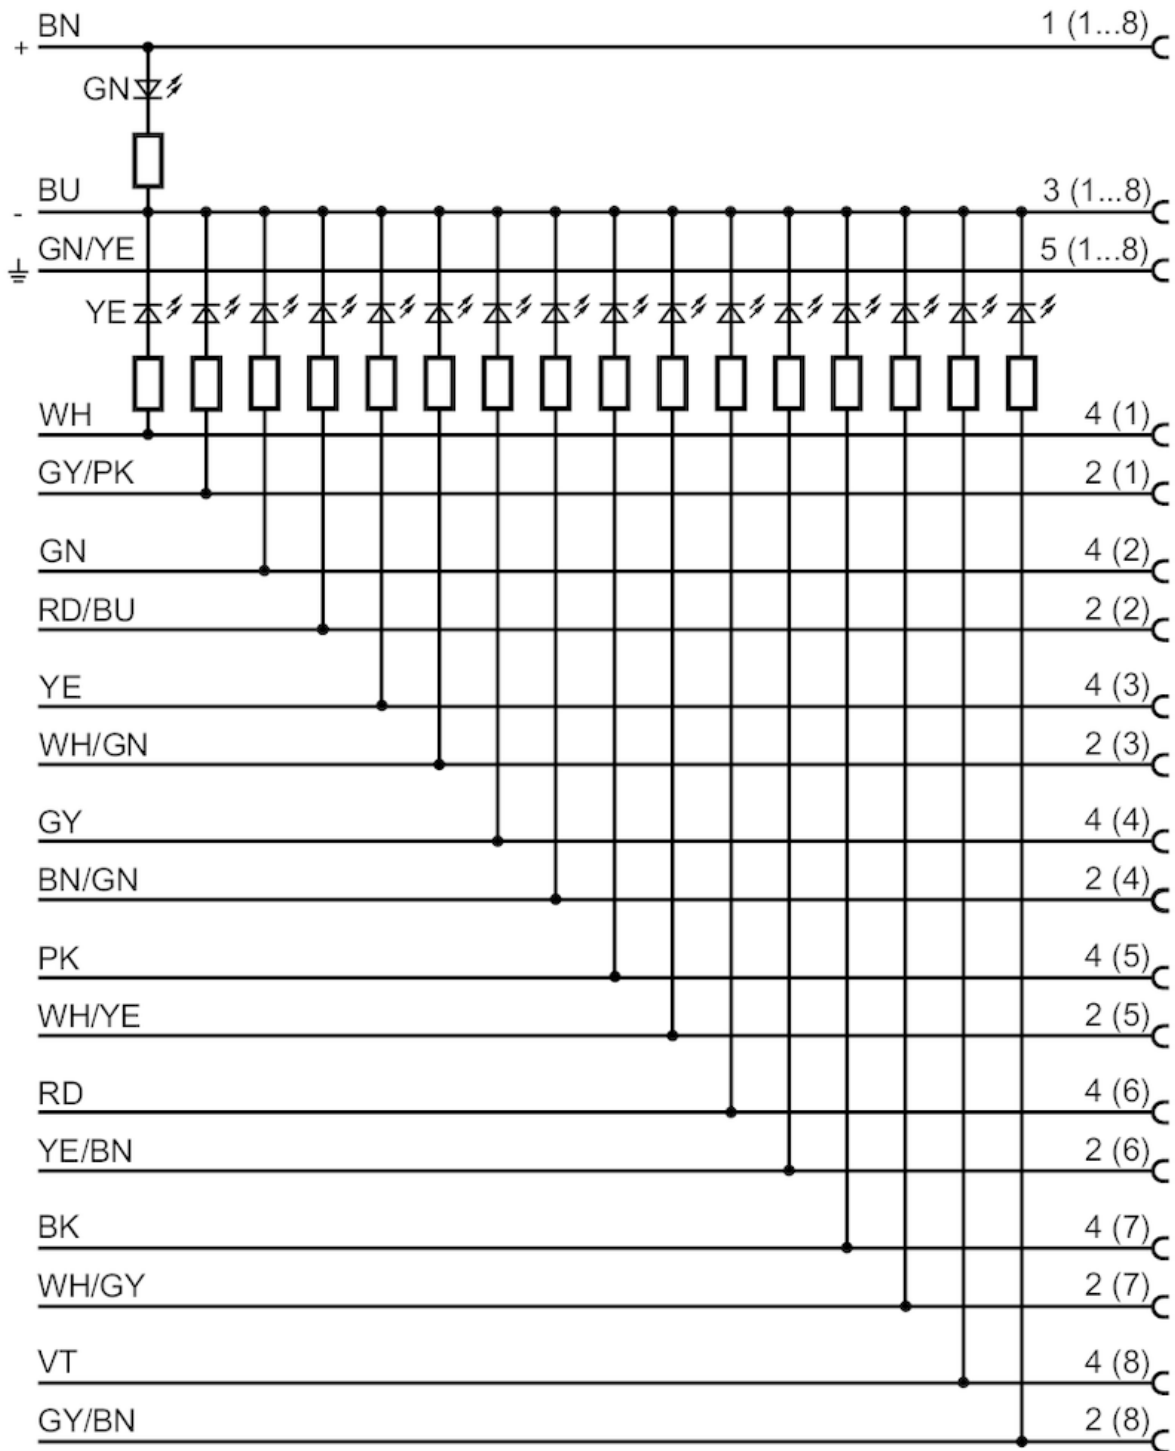 BN 1 (1...8)
+
GN
BU 3 (1...8)
-
GN/YE 5 (1...8)
YE
WH 4 (1)
GY/PK 2 (1)
GN 4 (2)
RD/BU 2 (2)
YE 4 (3)
WH/GN 2 (3)
GY 4 (4)
BN/GN 2 (4)
PK 4 (5)
WH/YE 2 (5)
RD 4 (6)
YE/BN 2 (6)
BK 4 (7)
WH/GY 2 (7)
VT 4 (8)
GY/BN 2 (8)